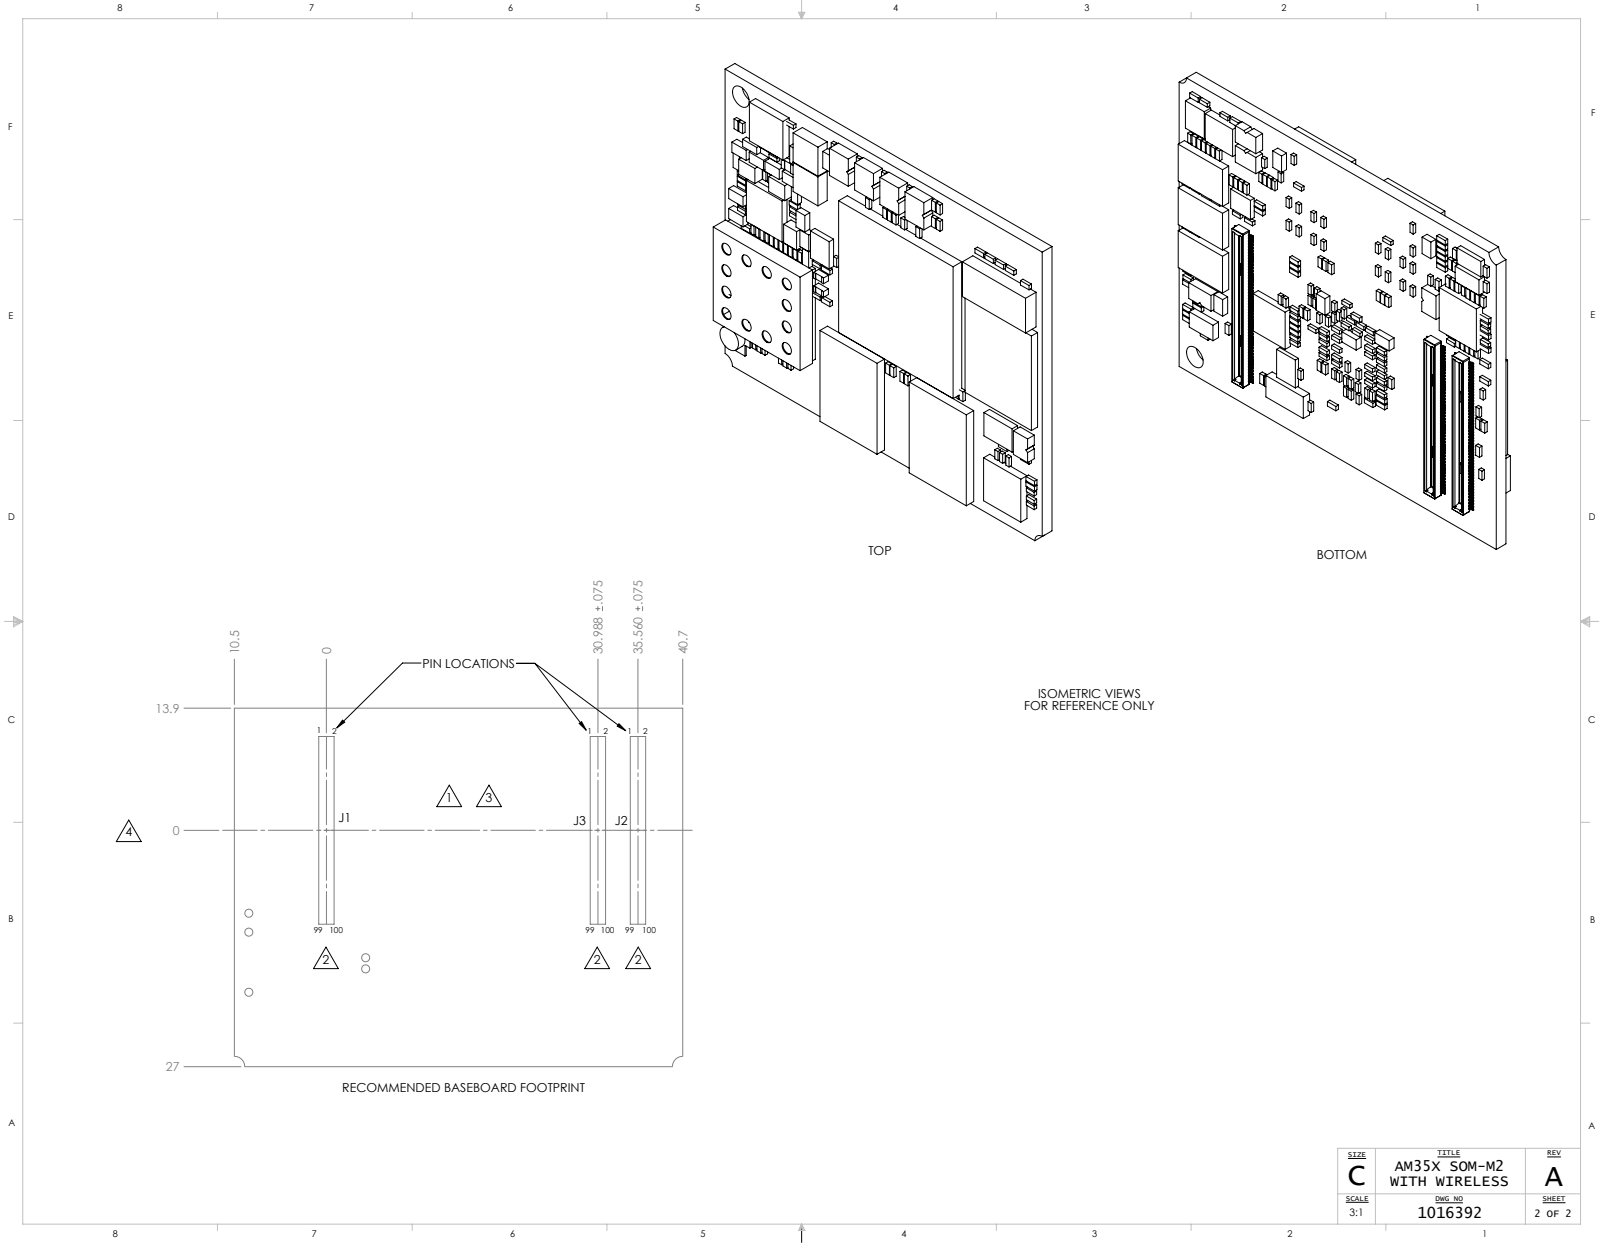 8 7 6 5 4 3 2 1
F F
E E
D D
C C
B B
A A
TOP
BOTTOM
ISOMETRIC VIEWS
FOR REFERENCE ONLY
10.5
0
30.988 ±.075
35.560 ±.075
40.7
PIN LOCATIONS
13.9
1 2
1 2
1 2
1 3
J1
J3
J2
4
0
99 100
99 100
99 100
2
2
2
27
RECOMMENDED BASEBOARD FOOTPRINT
SIZE
C
TITLE
AM35X SOM-M2
WITH WIRELESS
REV
A
SCALE
3:1
DWG NO
1016392
SHEET
2 OF 2
8 7 6 5 4 3 2 1